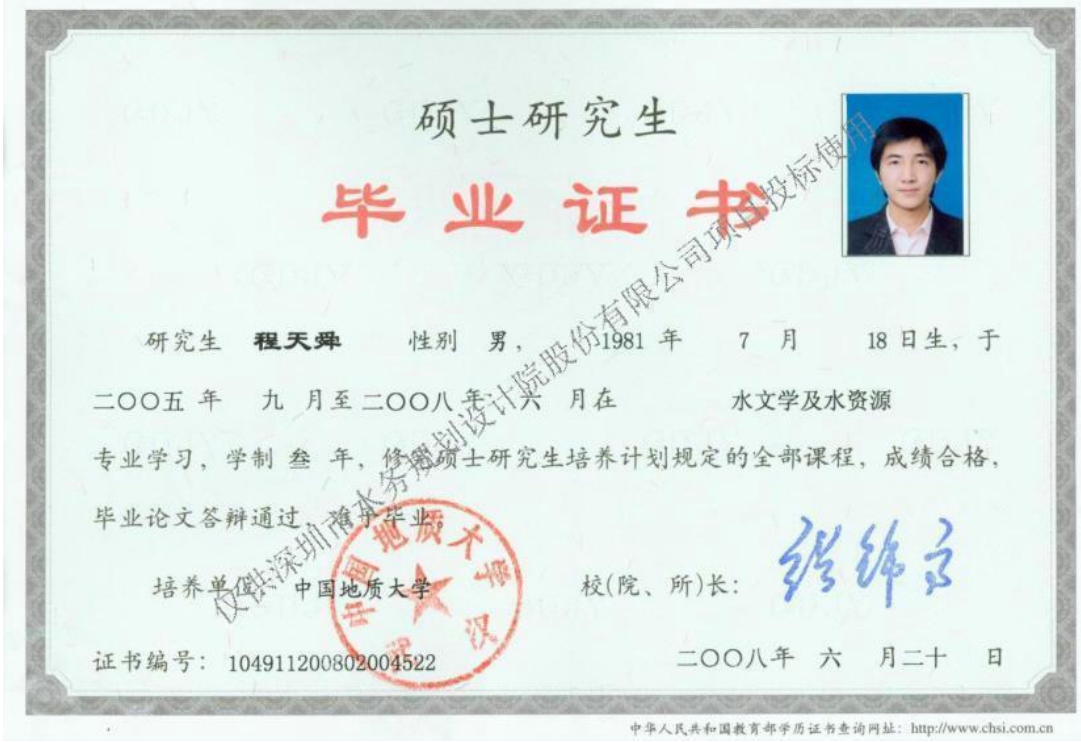 硕士研究生
毕业证书
研究生 程天舜 性别 男， 1981 年 7 月 18 日生，于
二〇〇五 年 九 月至 二〇〇八 年 六 月在 水文学及水资源
专业学习，学制 叁 年，修完硕士研究生培养计划规定的全部课程，成绩合格，
毕业论文答辩通过，准予毕业。
培养单位 中国地质大学
校(院、所)长：
证书编号： 104911200802004522
二〇〇八年 六 月二十 日
中国地质大学
武汉
仅供深圳市水务规划设计院股份有限公司项目投标使用
中华人民共和国教育部学历证书查询网址：http://www.chsi.com.cn